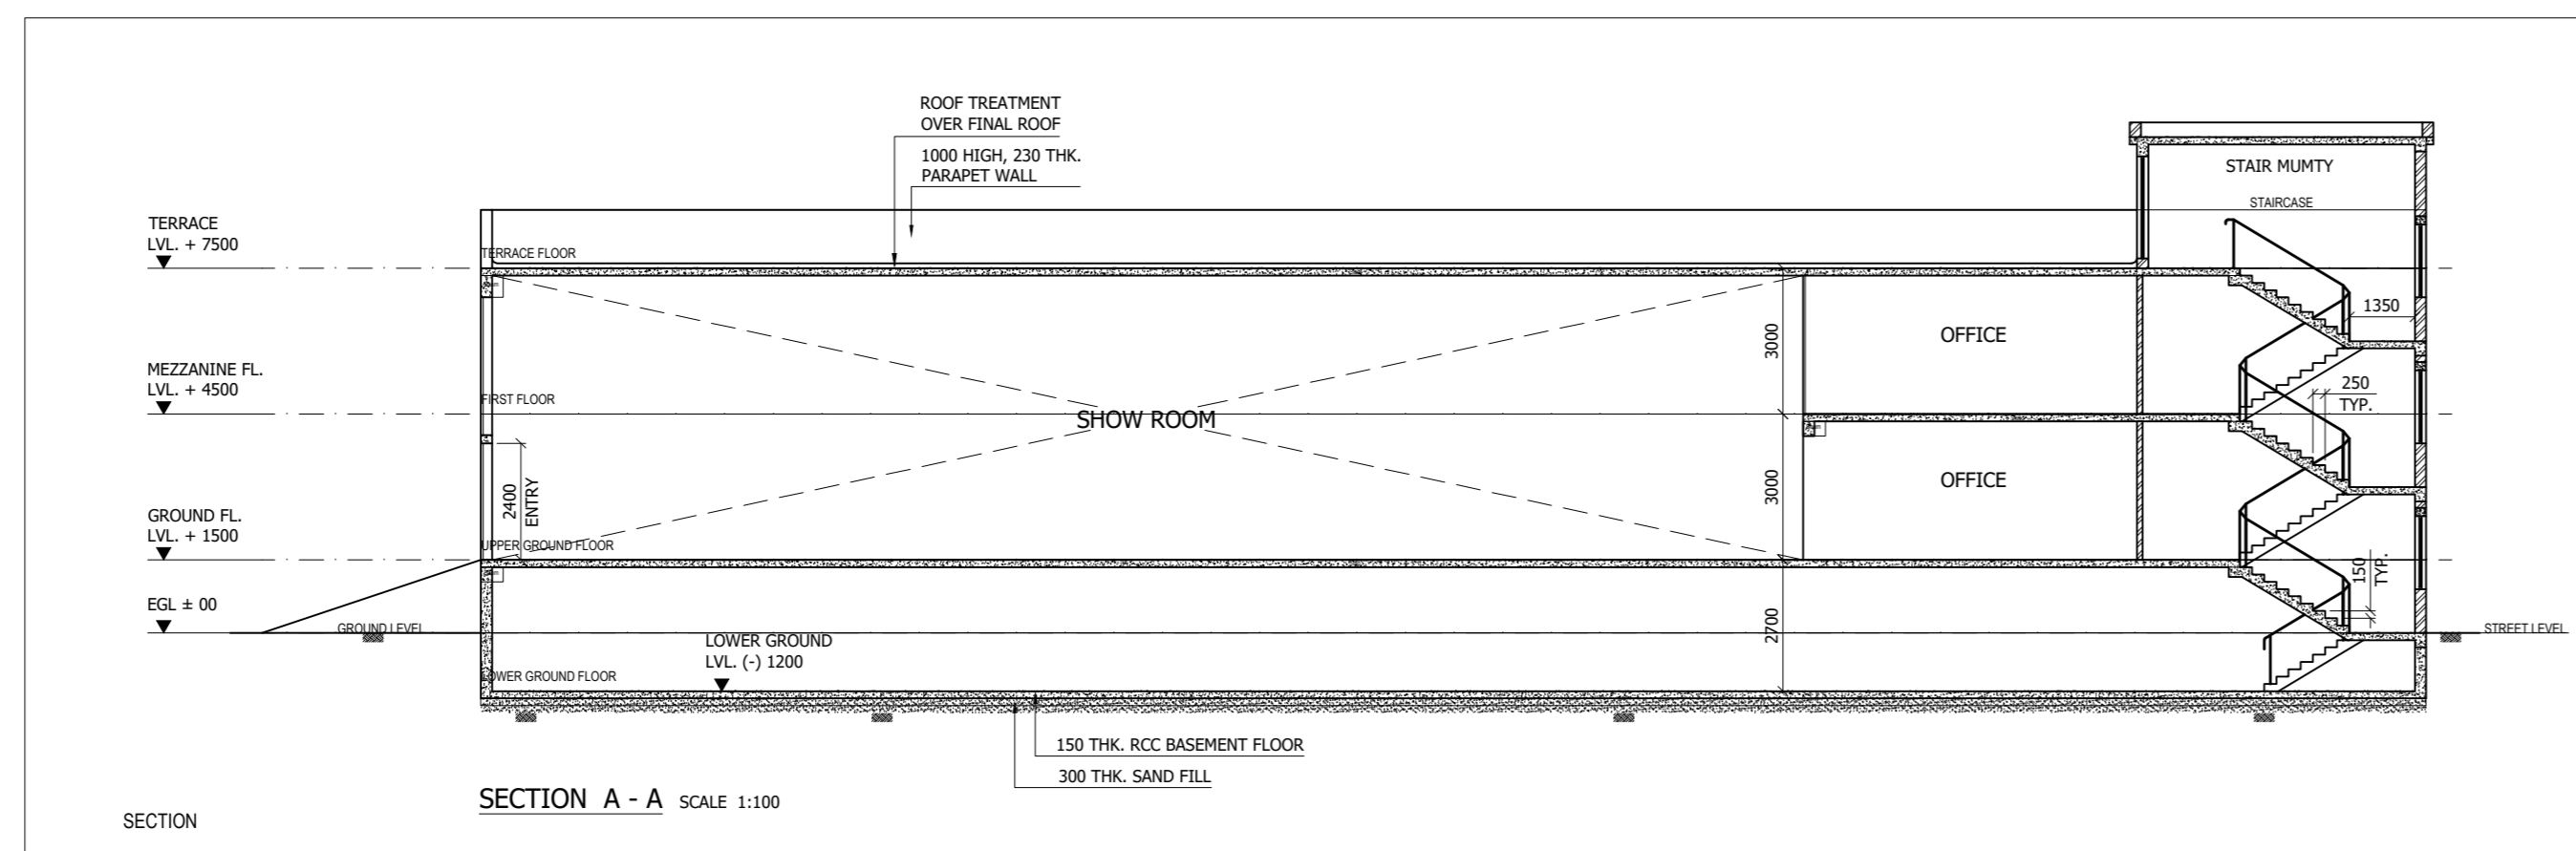 ROOF TREATMENT
OVER FINAL ROOF
1000 HIGH, 230 THK.
PARAPET WALL
STAIR MUMTY
STAIRCASE
TERRACE
LVL. + 7500
TERRACE FLOOR
1350
3000
OFFICE
MEZZANINE FL.
LVL. + 4500
FIRST FLOOR
SHOW ROOM
250
TYP.
2400
ENTRY
3000
OFFICE
GROUND FL.
LVL. + 1500
UPPER GROUND FLOOR
150
TYP.
EGL ± 00
GROUND LEVEL
LOWER GROUND
LVL. (-) 1200
2700
STREET LEVEL
LOWER GROUND FLOOR
150 THK. RCC BASEMENT FLOOR
300 THK. SAND FILL
SECTION A - A SCALE 1:100
SECTION